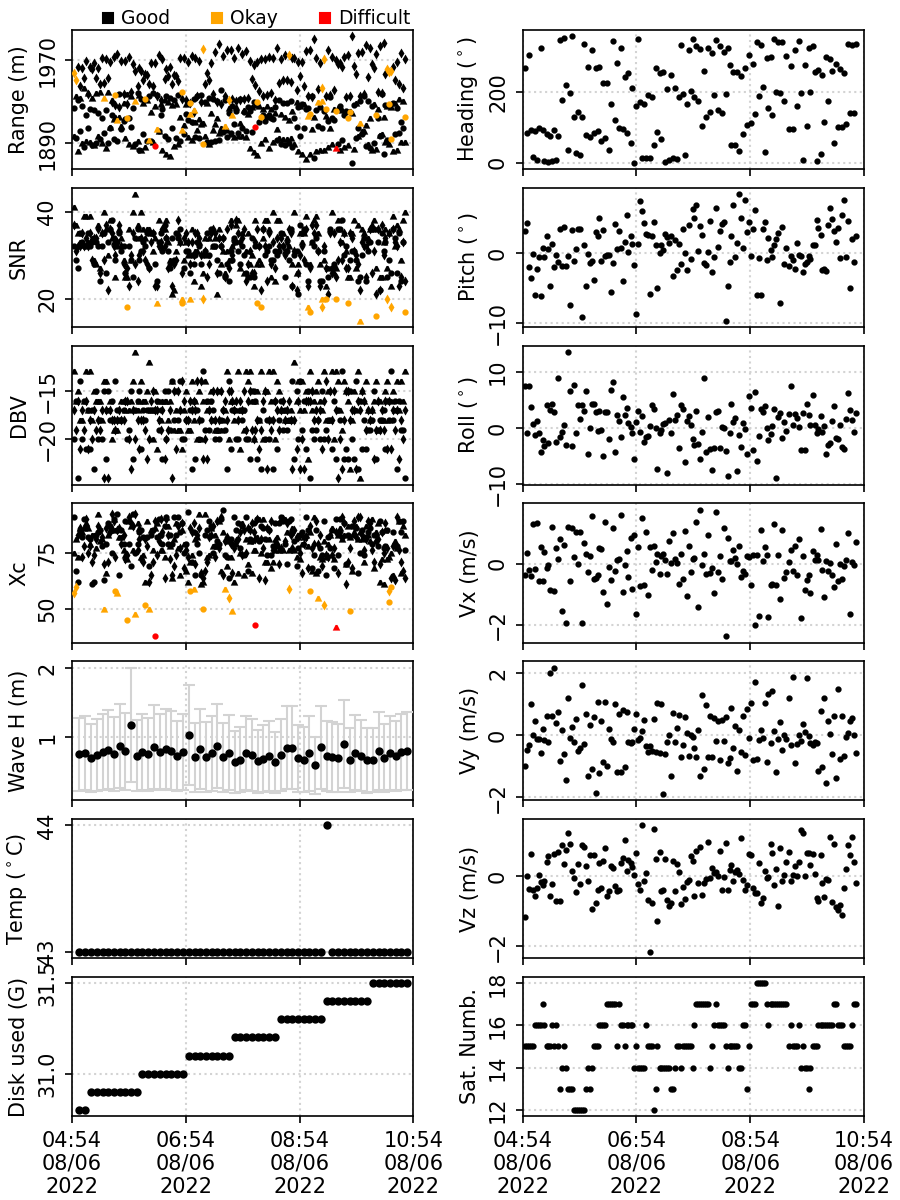 Good Okay Difficult
Range (m)
1970
1890
Heading (°)
200
0
SNR
40
20
Pitch (°)
0
−10
DBV
−15
−20
Roll (°)
10
0
−10
Xc
75
50
Vx (m/s)
0
−2
Wave H (m)
2
1
Vy (m/s)
2
0
−2
Temp (°C)
44
43
Vz (m/s)
0
−2
Disk used (G)
31.5
31.0
Sat. Numb.
18
16
14
12
04:54 06:54 08:54 10:54 04:54 06:54 08:54 10:54
08/06 08/06 08/06 08/06 08/06 08/06 08/06 08/06
2022 2022 2022 2022 2022 2022 2022 2022